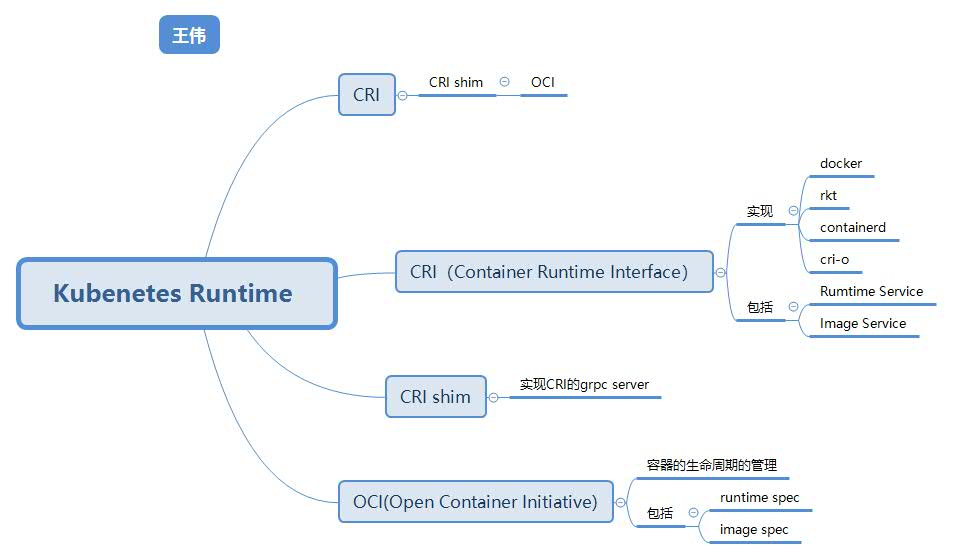 王伟
CRI
CRI shim
OCI
Kubenetes Runtime
CRI（Container Runtime Interface）
实现
docker
rkt
containerd
cri-o
包括
Rumtime Service
Image Service
CRI shim
实现CRI的grpc server
OCI(Open Container Initiative)
容器的生命周期的管理
包括
runtime spec
image spec